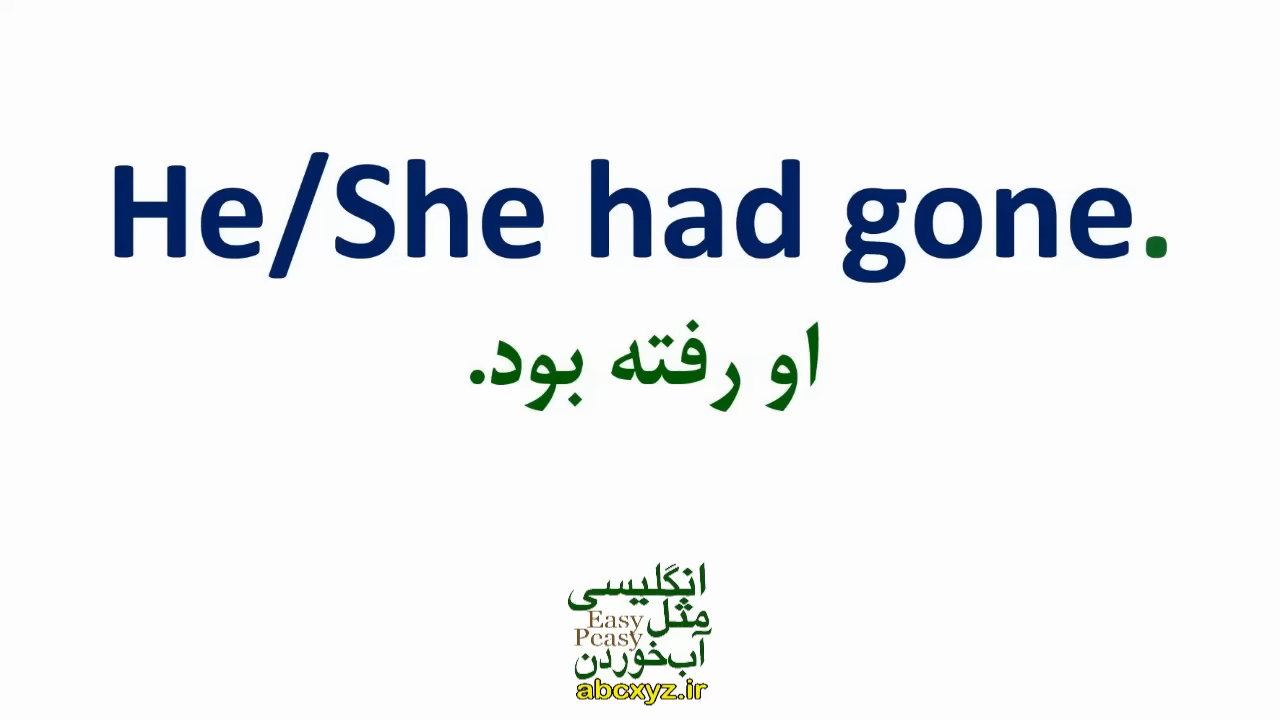 He/She had gone.
او رفته بود.
انگلیسی
مثل
Easy
Peasy
آب‌خوردن
abcxyz.ir